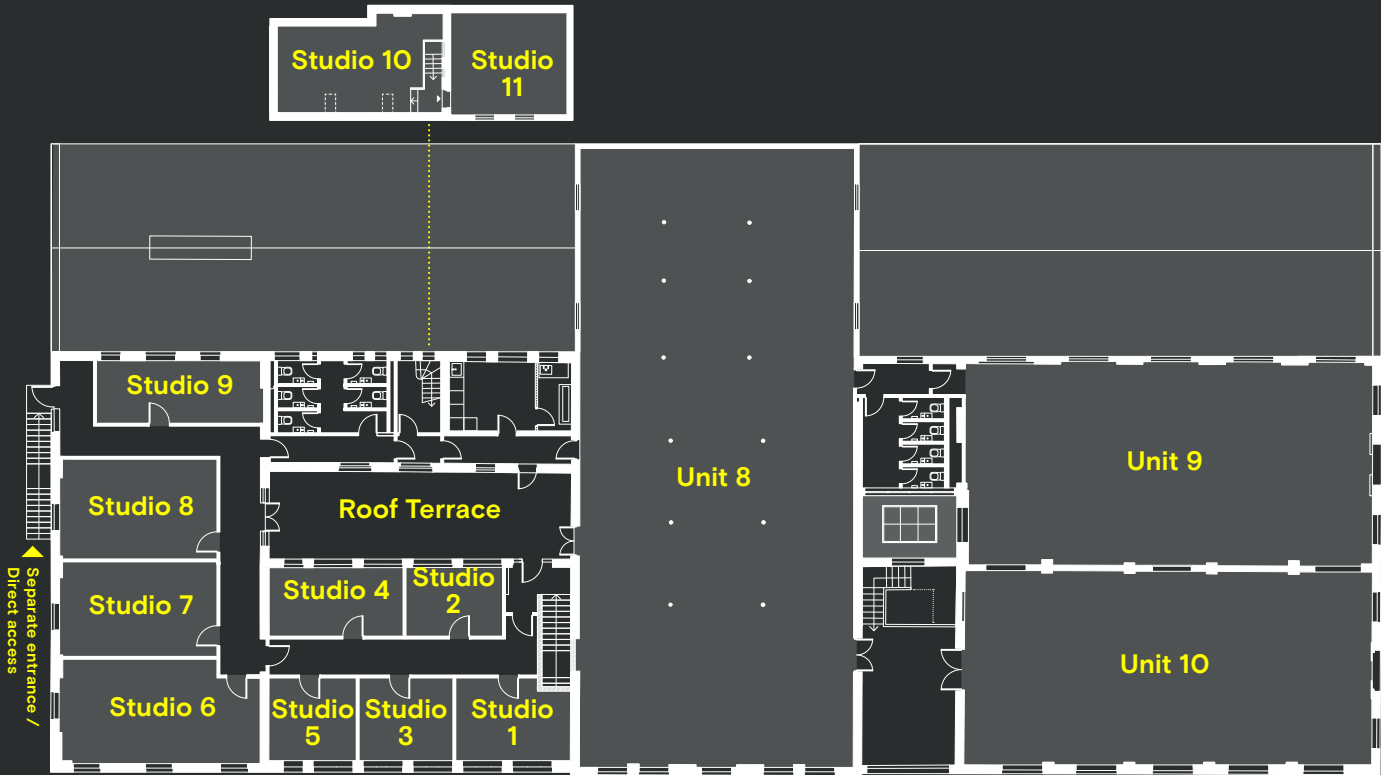 Studio 10
Studio
11
Studio 9
Unit 8
Unit 9
Studio 8
Roof Terrace
Studio 4
Studio
2
Studio 7
Separate entrance /
Direct access
Unit 10
Studio 6
Studio
5
Studio
3
Studio
1